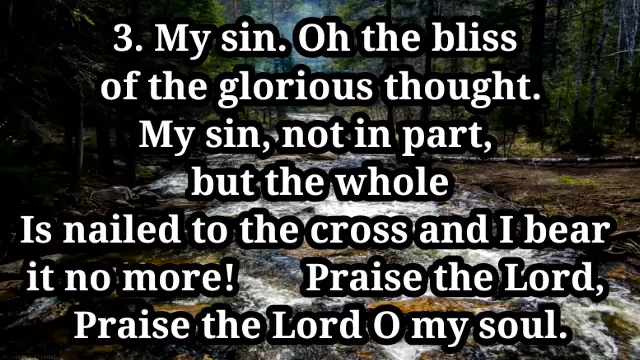 3. My sin. Oh the bliss
of the glorious thought.
My sin, not in part,
but the whole
Is nailed to the cross and I bear
it no more! Praise the Lord,
Praise the Lord O my soul.